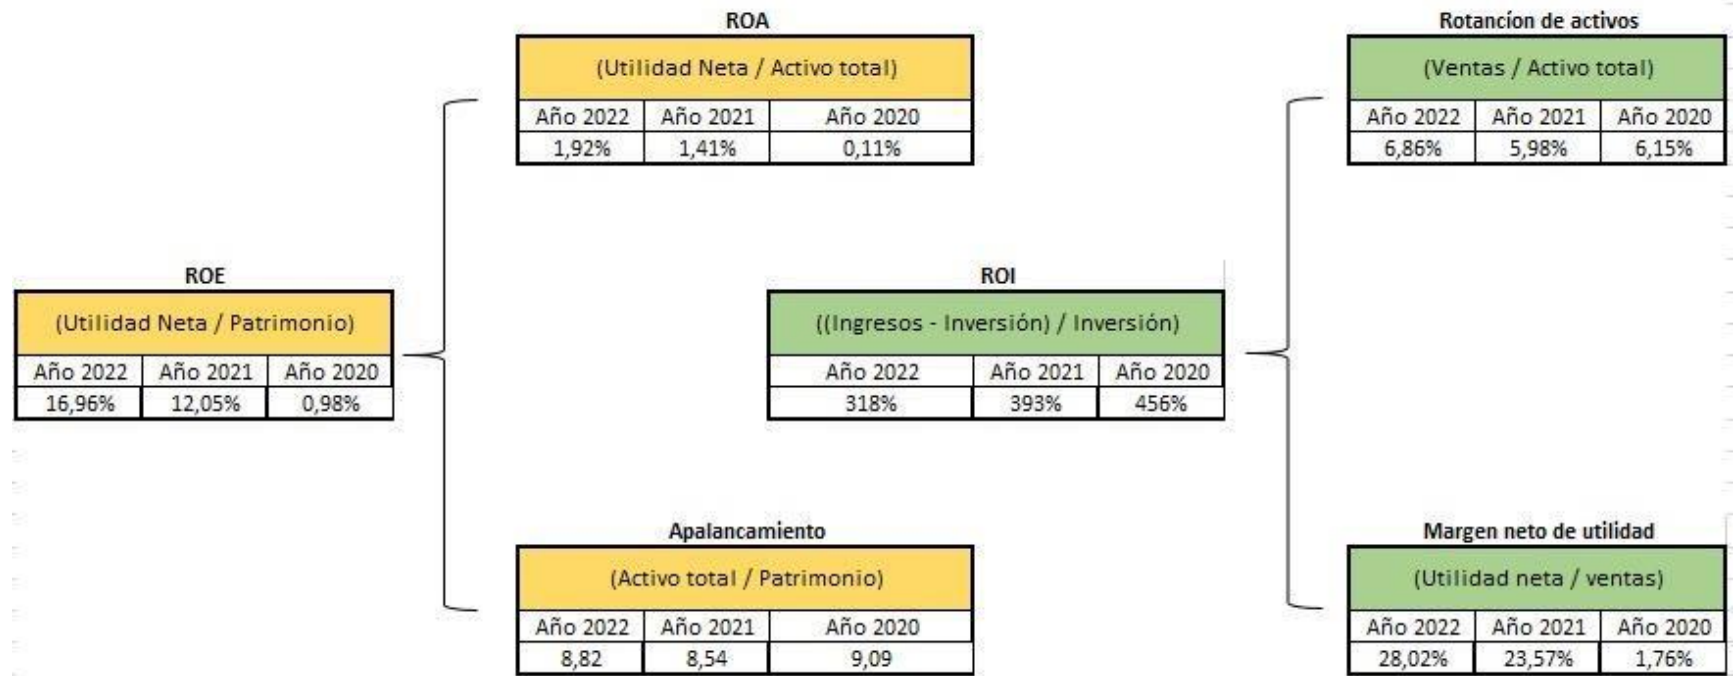 ROA
(Utilidad Neta / Activo total)
Año 2022 Año 2021 Año 2020
1,92% 1,41% 0,11%
Rotancíon de activos
(Ventas / Activo total)
Año 2022 Año 2021 Año 2020
6,86% 5,98% 6,15%
ROE
(Utilidad Neta / Patrimonio)
Año 2022 Año 2021 Año 2020
16,96% 12,05% 0,98%
ROI
((Ingresos - Inversión) / Inversión)
Año 2022 Año 2021 Año 2020
318% 393% 456%
Apalancamiento
(Activo total / Patrimonio)
Año 2022 Año 2021 Año 2020
8,82 8,54 9,09
Margen neto de utilidad
(Utilidad neta / ventas)
Año 2022 Año 2021 Año 2020
28,02% 23,57% 1,76%